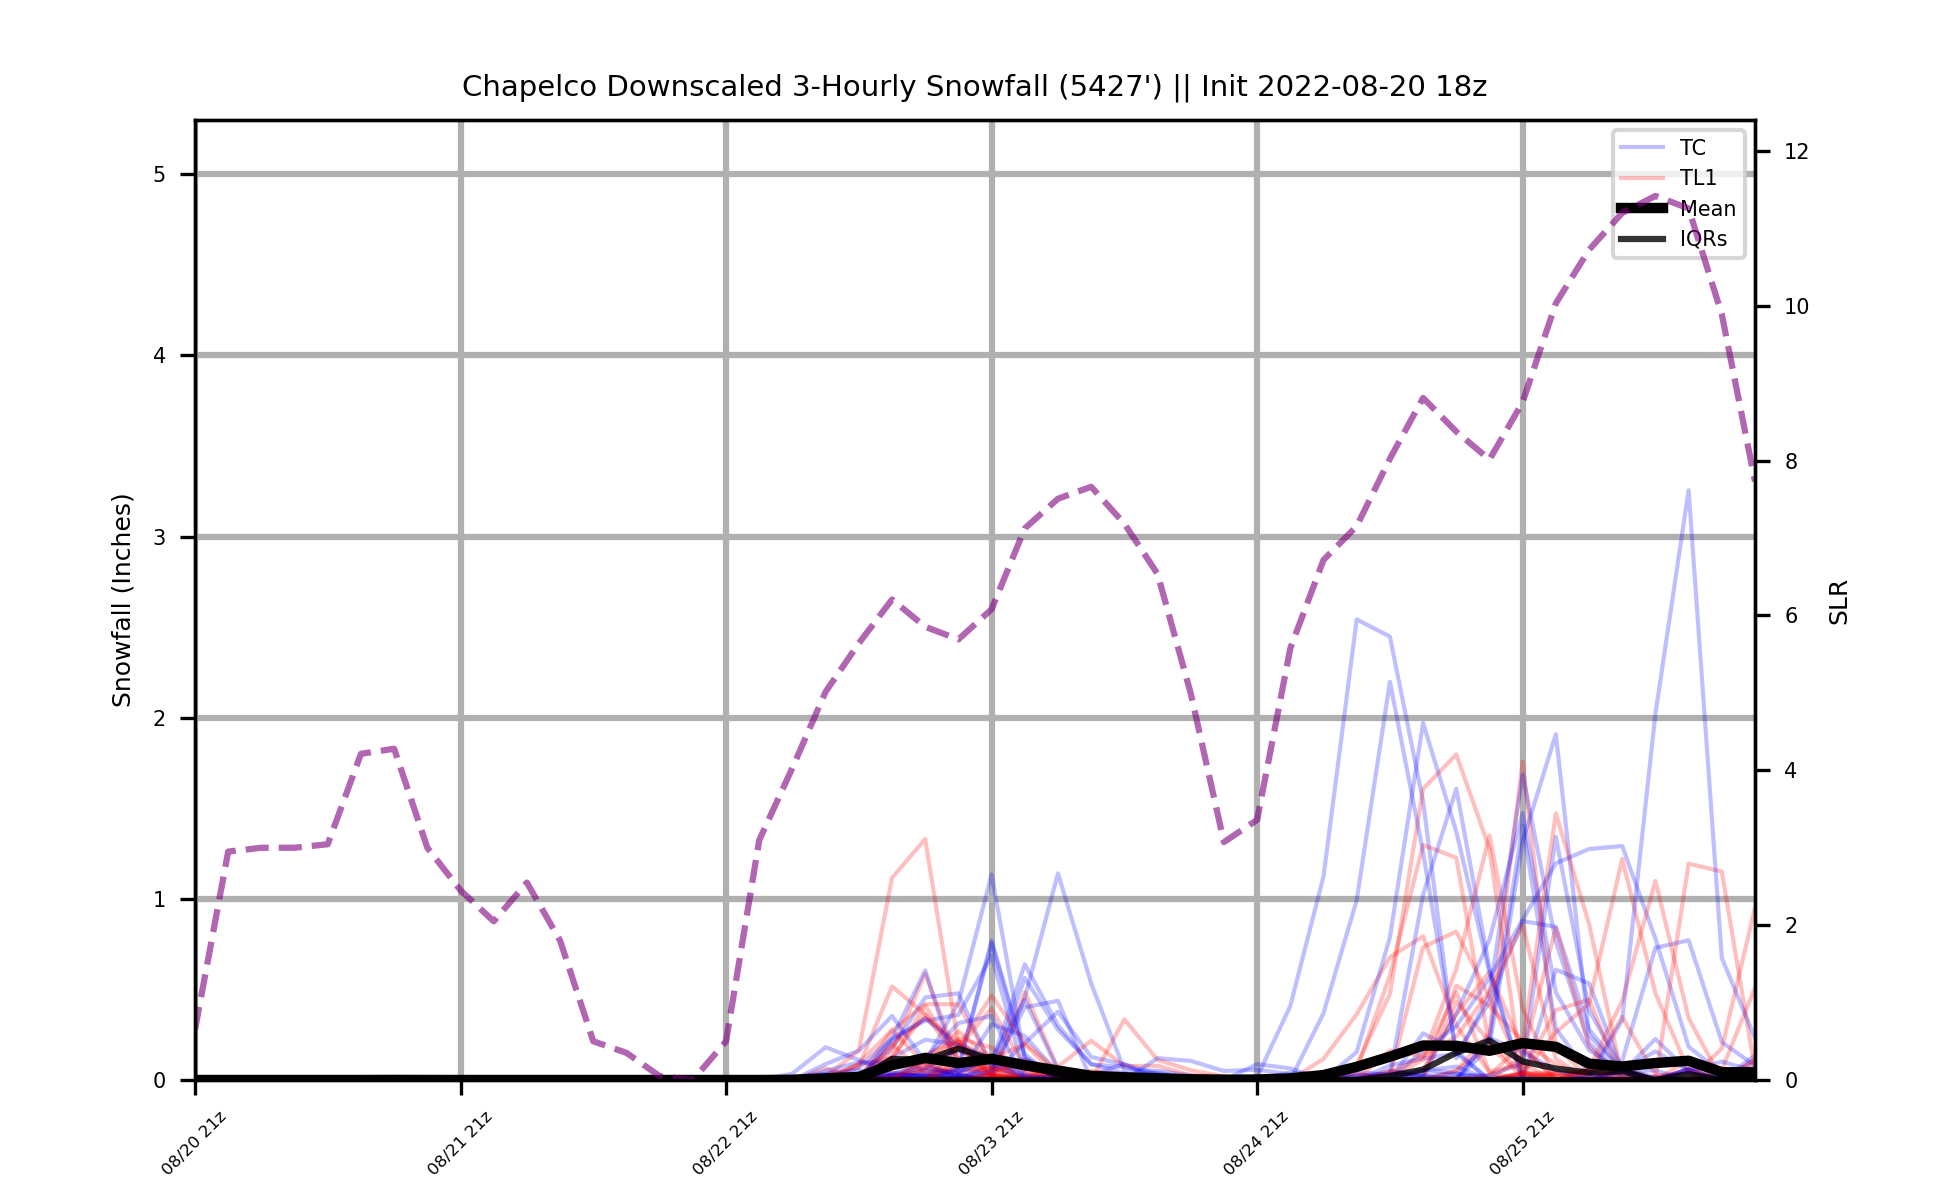 Chapelco Downscaled 3-Hourly Snowfall (5427') || Init 2022-08-20 18z
TC
TL1
Mean
IQRs
Snowfall (Inches)
5
4
3
2
1
0
12
10
8
6
4
2
0
SLR
08/20 21z
08/21 21z
08/22 21z
08/23 21z
08/24 21z
08/25 21z